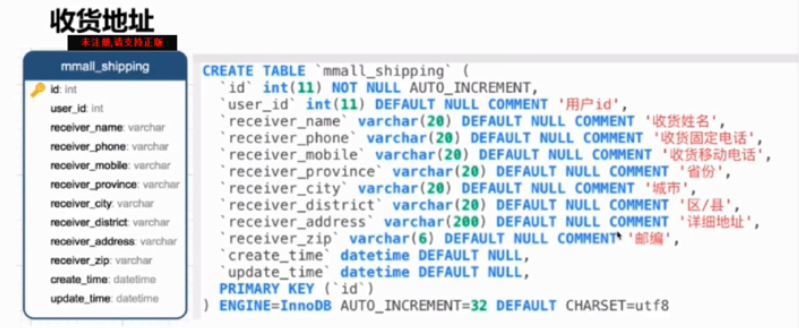 收货地址
未注册,请支持正版
mmall_shipping
id: int
user_id: int
receiver_name: varchar
receiver_phone: varchar
receiver_mobile: varchar
receiver_province: varchar
receiver_city: varchar
receiver_district: varchar
receiver_address: varchar
receiver_zip: varchar
create_time: datetime
update_time: datetime
CREATE TABLE `mmall_shipping` (
`id` int(11) NOT NULL AUTO_INCREMENT,
`user_id` int(11) DEFAULT NULL COMMENT '用户id',
`receiver_name` varchar(20) DEFAULT NULL COMMENT '收货姓名',
`receiver_phone` varchar(20) DEFAULT NULL COMMENT '收货固定电话',
`receiver_mobile` varchar(20) DEFAULT NULL COMMENT '收货移动电话',
`receiver_province` varchar(20) DEFAULT NULL COMMENT '省份',
`receiver_city` varchar(20) DEFAULT NULL COMMENT '城市',
`receiver_district` varchar(20) DEFAULT NULL COMMENT '区/县',
`receiver_address` varchar(200) DEFAULT NULL COMMENT '详细地址',
`receiver_zip` varchar(6) DEFAULT NULL COMMENT '邮编',
`create_time` datetime DEFAULT NULL,
`update_time` datetime DEFAULT NULL,
PRIMARY KEY (`id`)
) ENGINE=InnoDB AUTO_INCREMENT=32 DEFAULT CHARSET=utf8